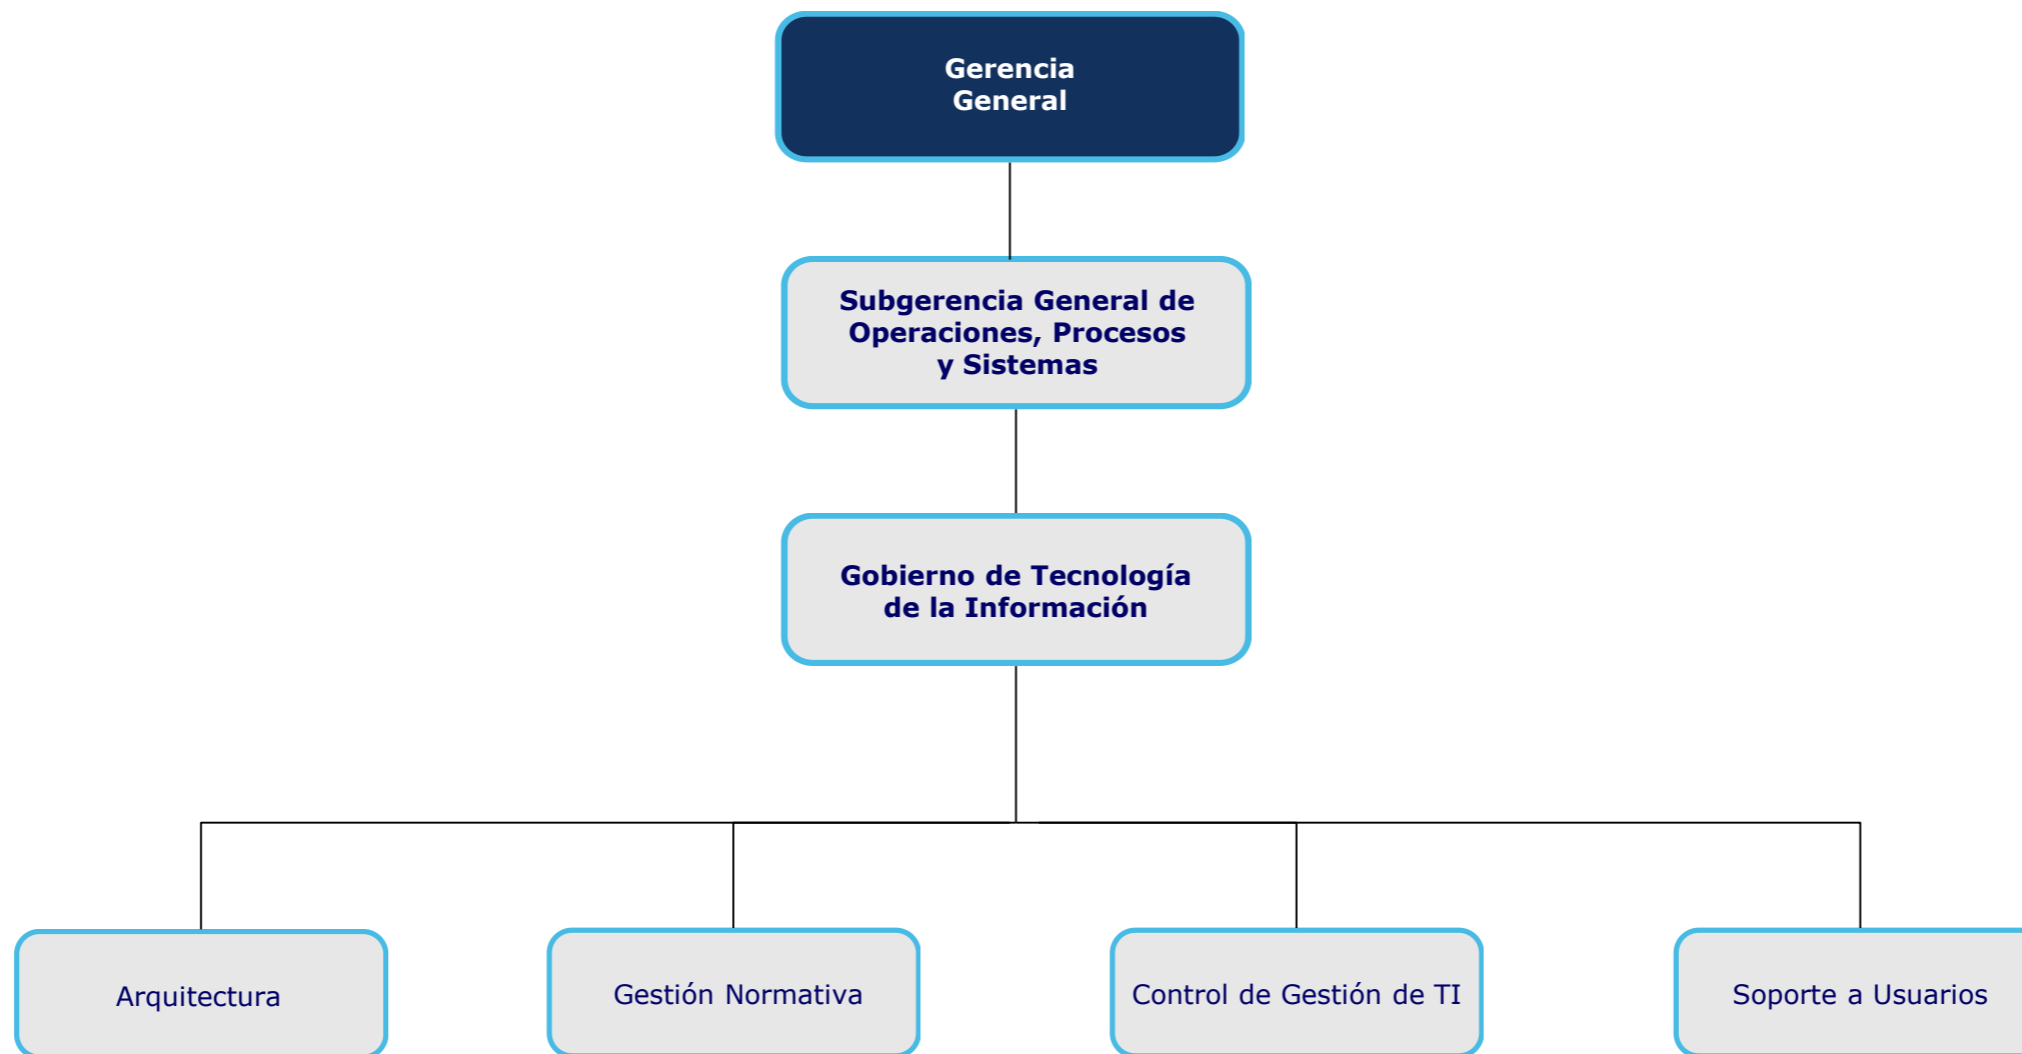 Gerencia
General
Subgerencia General de
Operaciones, Procesos
y Sistemas
Gobierno de Tecnología
de la Información
Arquitectura
Gestión Normativa
Control de Gestión de TI
Soporte a Usuarios